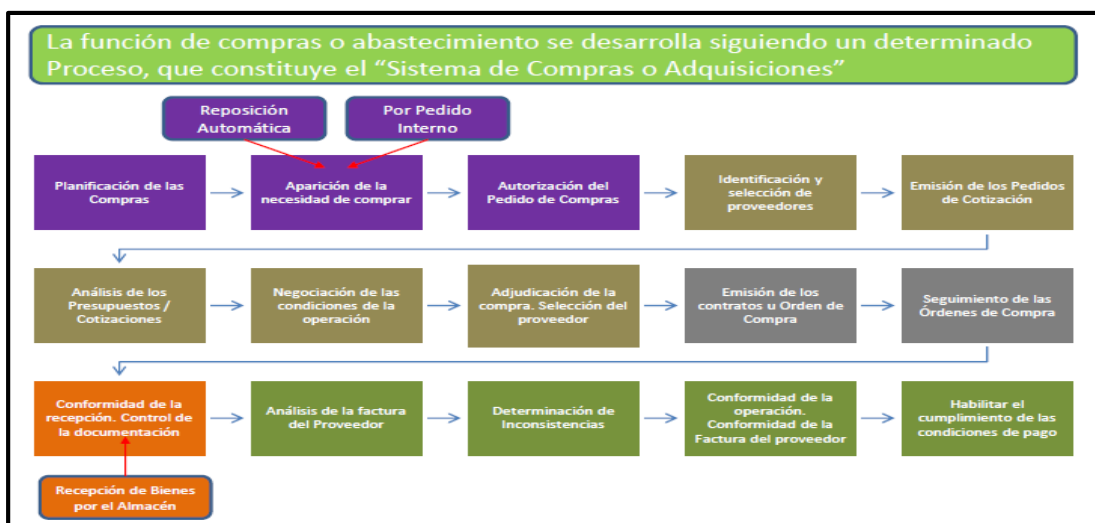 La función de compras o abastecimiento se desarrolla siguiendo un determinado
Proceso, que constituye el “Sistema de Compras o Adquisiciones”
Reposición
Automática
Por Pedido
Interno
Planificación de las
Compras
Aparición de la
necesidad de comprar
Autorización del
Pedido de Compras
Identificación y
selección de
proveedores
Emisión de los Pedidos
de Cotización
Análisis de los
Presupuestos /
Cotizaciones
Negociación de las
condiciones de la
operación
Adjudicación de la
compra. Selección del
proveedor
Emisión de los
contratos u Orden de
Compra
Seguimiento de las
Órdenes de Compra
Conformidad de la
recepción. Control de
la documentación
Análisis de la factura
del Proveedor
Determinación de
Inconsistencias
Conformidad de la
operación.
Conformidad de la
Factura del proveedor
Habilitar el
cumplimiento de las
condiciones de pago
Recepción de Bienes
por el Almacén